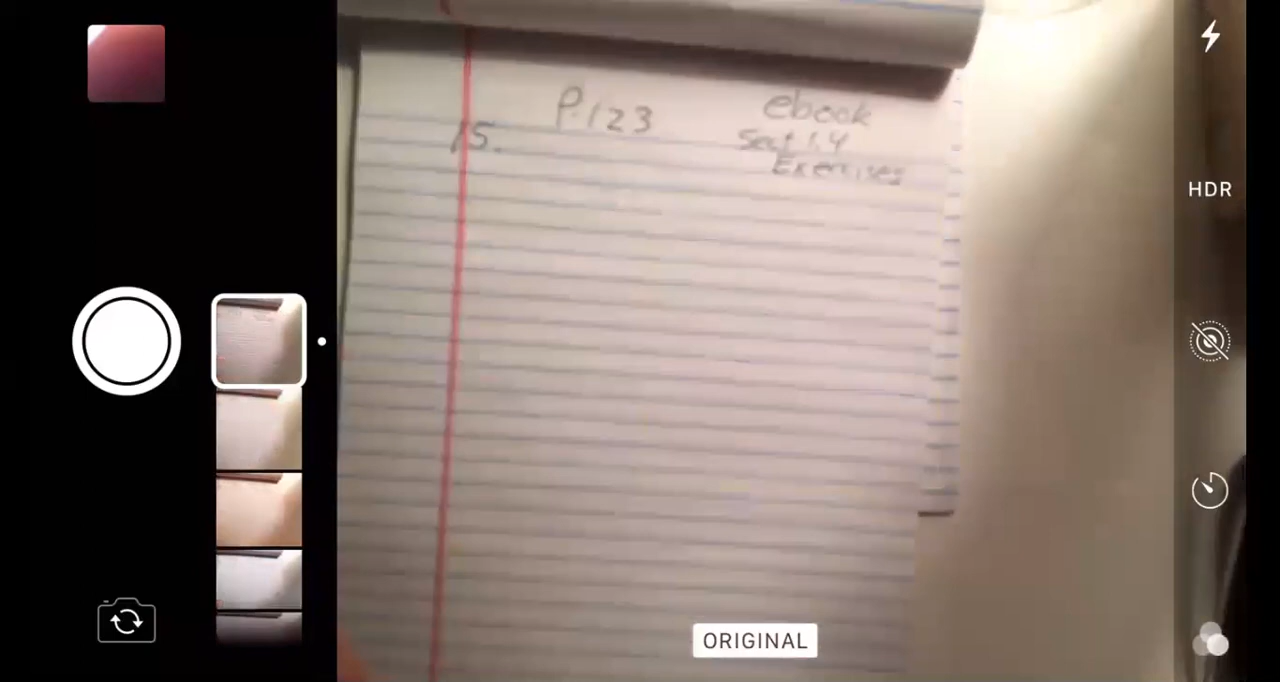 P.123 ebook
15. Sect 1.4
Exercises
HDR
ORIGINAL